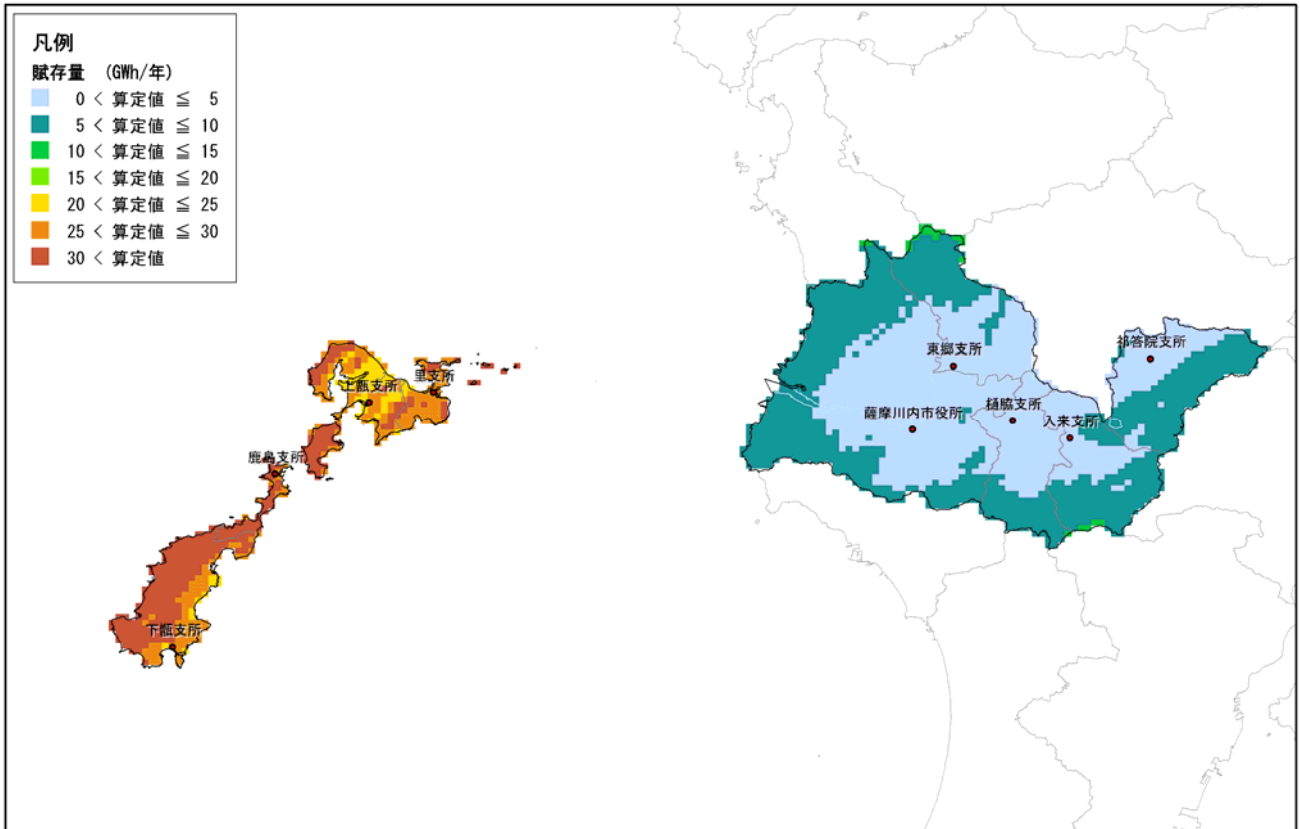 凡例
賦存量 (GWh/年)
0 < 算定値 ≦ 5
5 < 算定値 ≦ 10
10 < 算定値 ≦ 15
15 < 算定値 ≦ 20
20 < 算定値 ≦ 25
25 < 算定値 ≦ 30
30 < 算定値
祁答院支所
東郷支所
里支所
上甑支所
樋脇支所
薩摩川内市役所
入来支所
鹿島支所
下甑支所